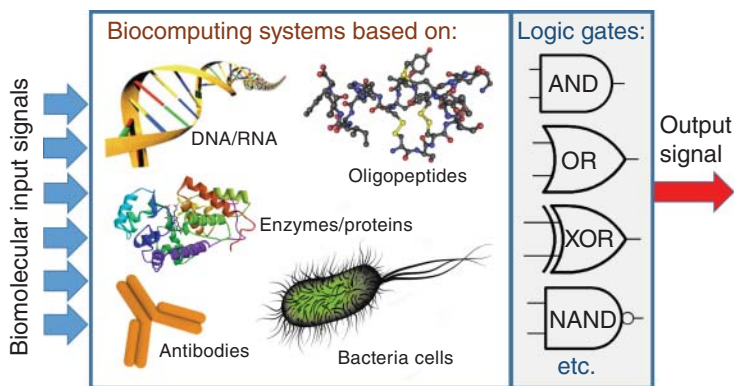 Biomolecular input signals
Biocomputing systems based on:
DNA/RNA
Oligopeptides
Enzymes/proteins
Antibodies
Bacteria cells
Logic gates:
AND
OR
XOR
NAND
etc.
Output
signal